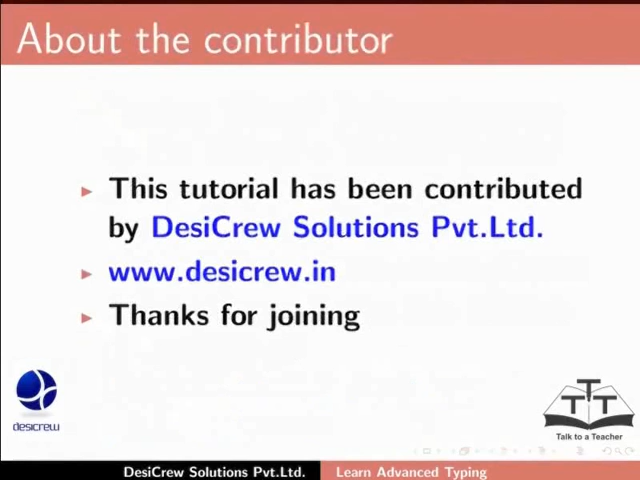 About the contributor
This tutorial has been contributed
by DesiCrew Solutions Pvt.Ltd.
www.desicrew.in
Thanks for joining
desicrew
TTT
Talk to a Teacher
DesiCrew Solutions Pvt.Ltd. Learn Advanced Typing